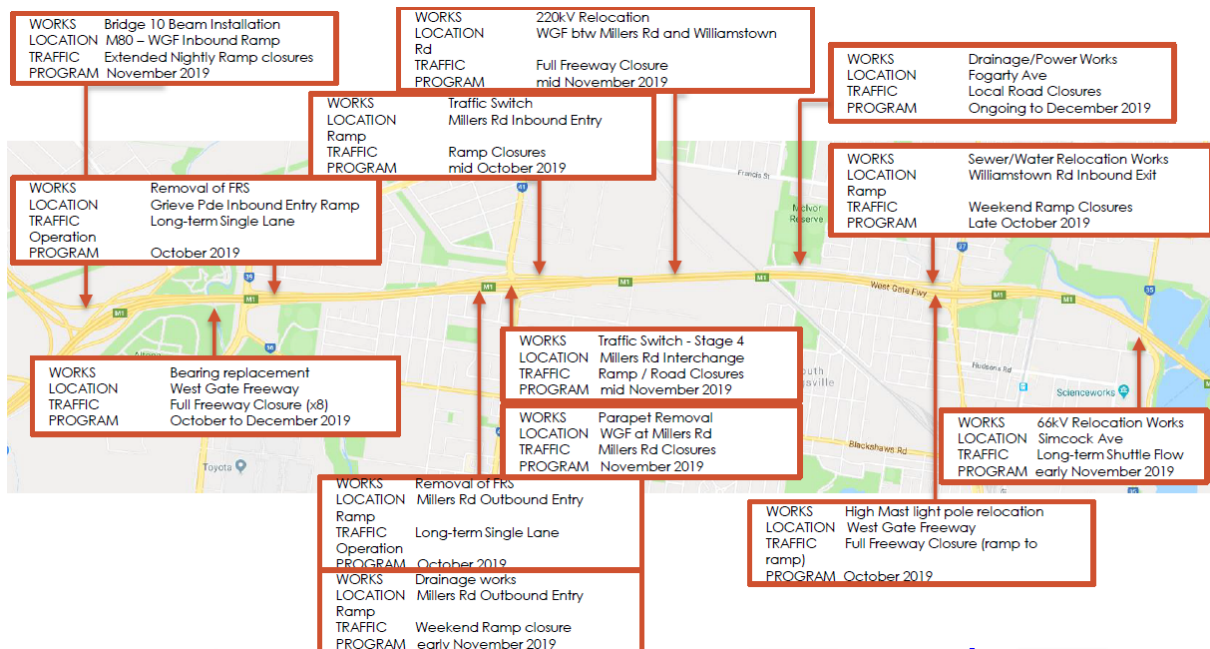 WORKS Bridge 10 Beam Installation
LOCATION M80 – WGF Inbound Ramp
TRAFFIC Extended Nightly Ramp closures
PROGRAM November 2019
WORKS 220kV Relocation
LOCATION WGF btw Millers Rd and Williamstown
Rd
TRAFFIC Full Freeway Closure
PROGRAM mid November 2019
WORKS Drainage/Power Works
LOCATION Fogarty Ave
TRAFFIC Local Road Closures
PROGRAM Ongoing to December 2019
WORKS Traffic Switch
LOCATION Millers Rd Inbound Entry
Ramp
TRAFFIC Ramp Closures
PROGRAM mid October 2019
WORKS Sewer/Water Relocation Works
LOCATION Williamstown Rd Inbound Exit
Ramp
TRAFFIC Weekend Ramp Closures
PROGRAM Late October 2019
WORKS Removal of FRS
LOCATION Grieve Pde Inbound Entry Ramp
TRAFFIC Long-term Single Lane
Operation
PROGRAM October 2019
Francis St
McIvor
Reserve
41
37
35
35
M1
M1
M1
M1
M1
M1
West Gate Fwy
M1
WORKS Bearing replacement
LOCATION West Gate Freeway
TRAFFIC Full Freeway Closure (x8)
PROGRAM October to December 2019
WORKS Traffic Switch - Stage 4
LOCATION Millers Rd Interchange
TRAFFIC Ramp / Road Closures
PROGRAM mid November 2019
Hudsons Rd
Scienceworks
WORKS Parapet Removal
LOCATION WGF at Millers Rd
TRAFFIC Millers Rd Closures
PROGRAM November 2019
Blackshaws Rd
WORKS 66kV Relocation Works
LOCATION Simcock Ave
TRAFFIC Long-term Shuttle Flow
PROGRAM early November 2019
Toyota
WORKS Removal of FRS
LOCATION Millers Rd Outbound Entry
Ramp
TRAFFIC Long-term Single Lane
Operation
PROGRAM October 2019
WORKS High Mast light pole relocation
LOCATION West Gate Freeway
TRAFFIC Full Freeway Closure (ramp to
ramp)
PROGRAM October 2019
WORKS Drainage works
LOCATION Millers Rd Outbound Entry
Ramp
TRAFFIC Weekend Ramp closure
PROGRAM early November 2019